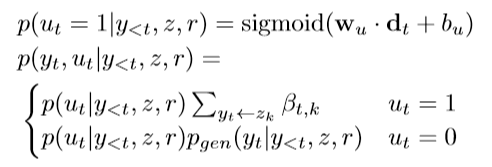 p(u_t = 1|y_{<t}, z, r) = sigmoid(w_u · d_t + b_u)
p(y_t, u_t|y_{<t}, z, r) =
{ p(u_t|y_{<t}, z, r) ∑_{y_t←z_k} β_{t,k} u_t = 1
p(u_t|y_{<t}, z, r)p_{gen}(y_t|y_{<t}, z, r) u_t = 0